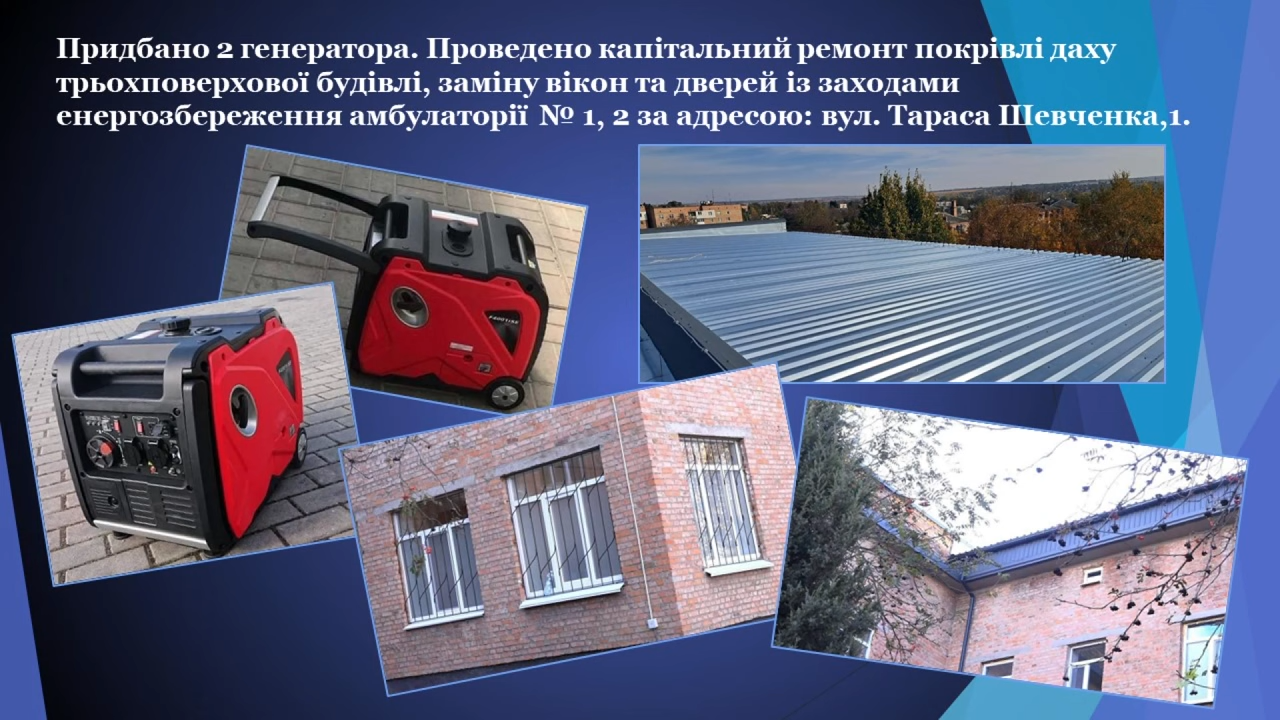 Придбано 2 генератора. Проведено капітальний ремонт покрівлі даху
трьохповерхової будівлі, заміну вікон та дверей із заходами
енергозбереження амбулаторії № 1, 2 за адресою: вул. Тараса Шевченка,1.